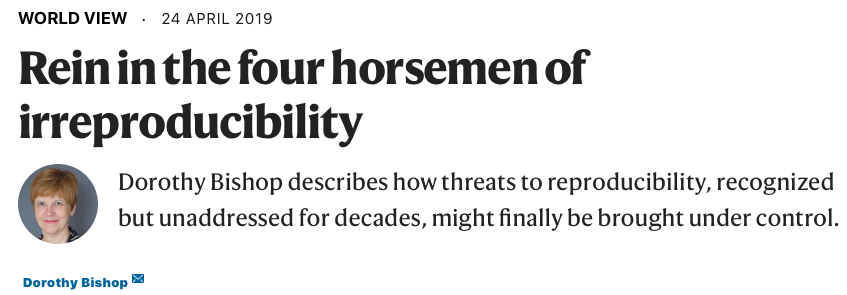 WORLD VIEW · 24 APRIL 2019
Rein in the four horsemen of
irreproducibility
Dorothy Bishop describes how threats to reproducibility, recognized
but unaddressed for decades, might finally be brought under control.
Dorothy Bishop